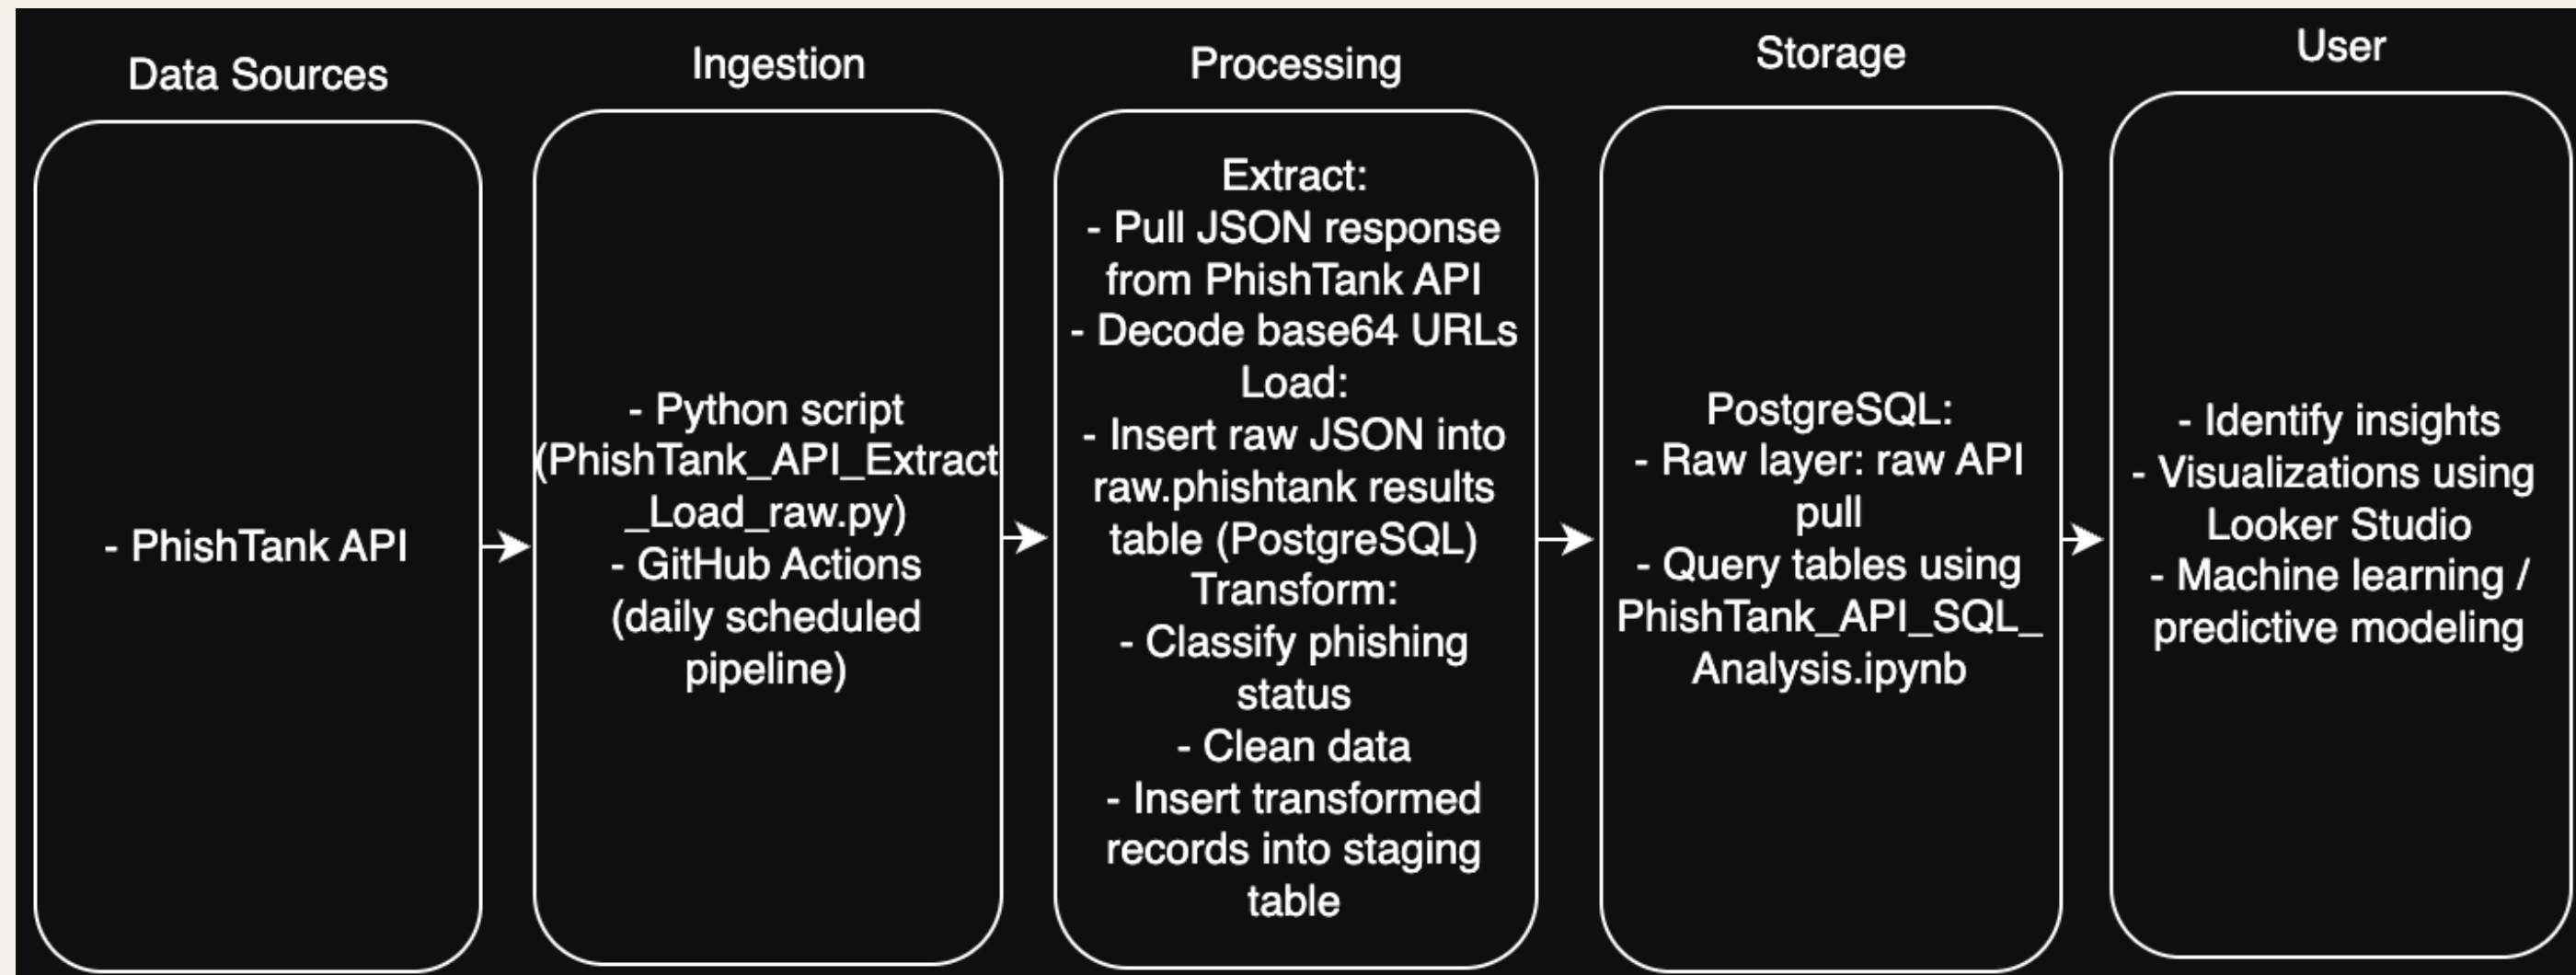 Data Sources
- PhishTank API
Ingestion
- Python script
(PhishTank_API_Extract
_Load_raw.py)
- GitHub Actions
(daily scheduled
pipeline)
Processing
Extract:
- Pull JSON response
from PhishTank API
- Decode base64 URLs
Load:
- Insert raw JSON into
raw.phishtank results
table (PostgreSQL)
Transform:
- Classify phishing
status
- Clean data
- Insert transformed
records into staging
table
Storage
PostgreSQL:
- Raw layer: raw API
pull
- Query tables using
PhishTank_API_SQL_
Analysis.ipynb
User
- Identify insights
- Visualizations using
Looker Studio
- Machine learning /
predictive modeling